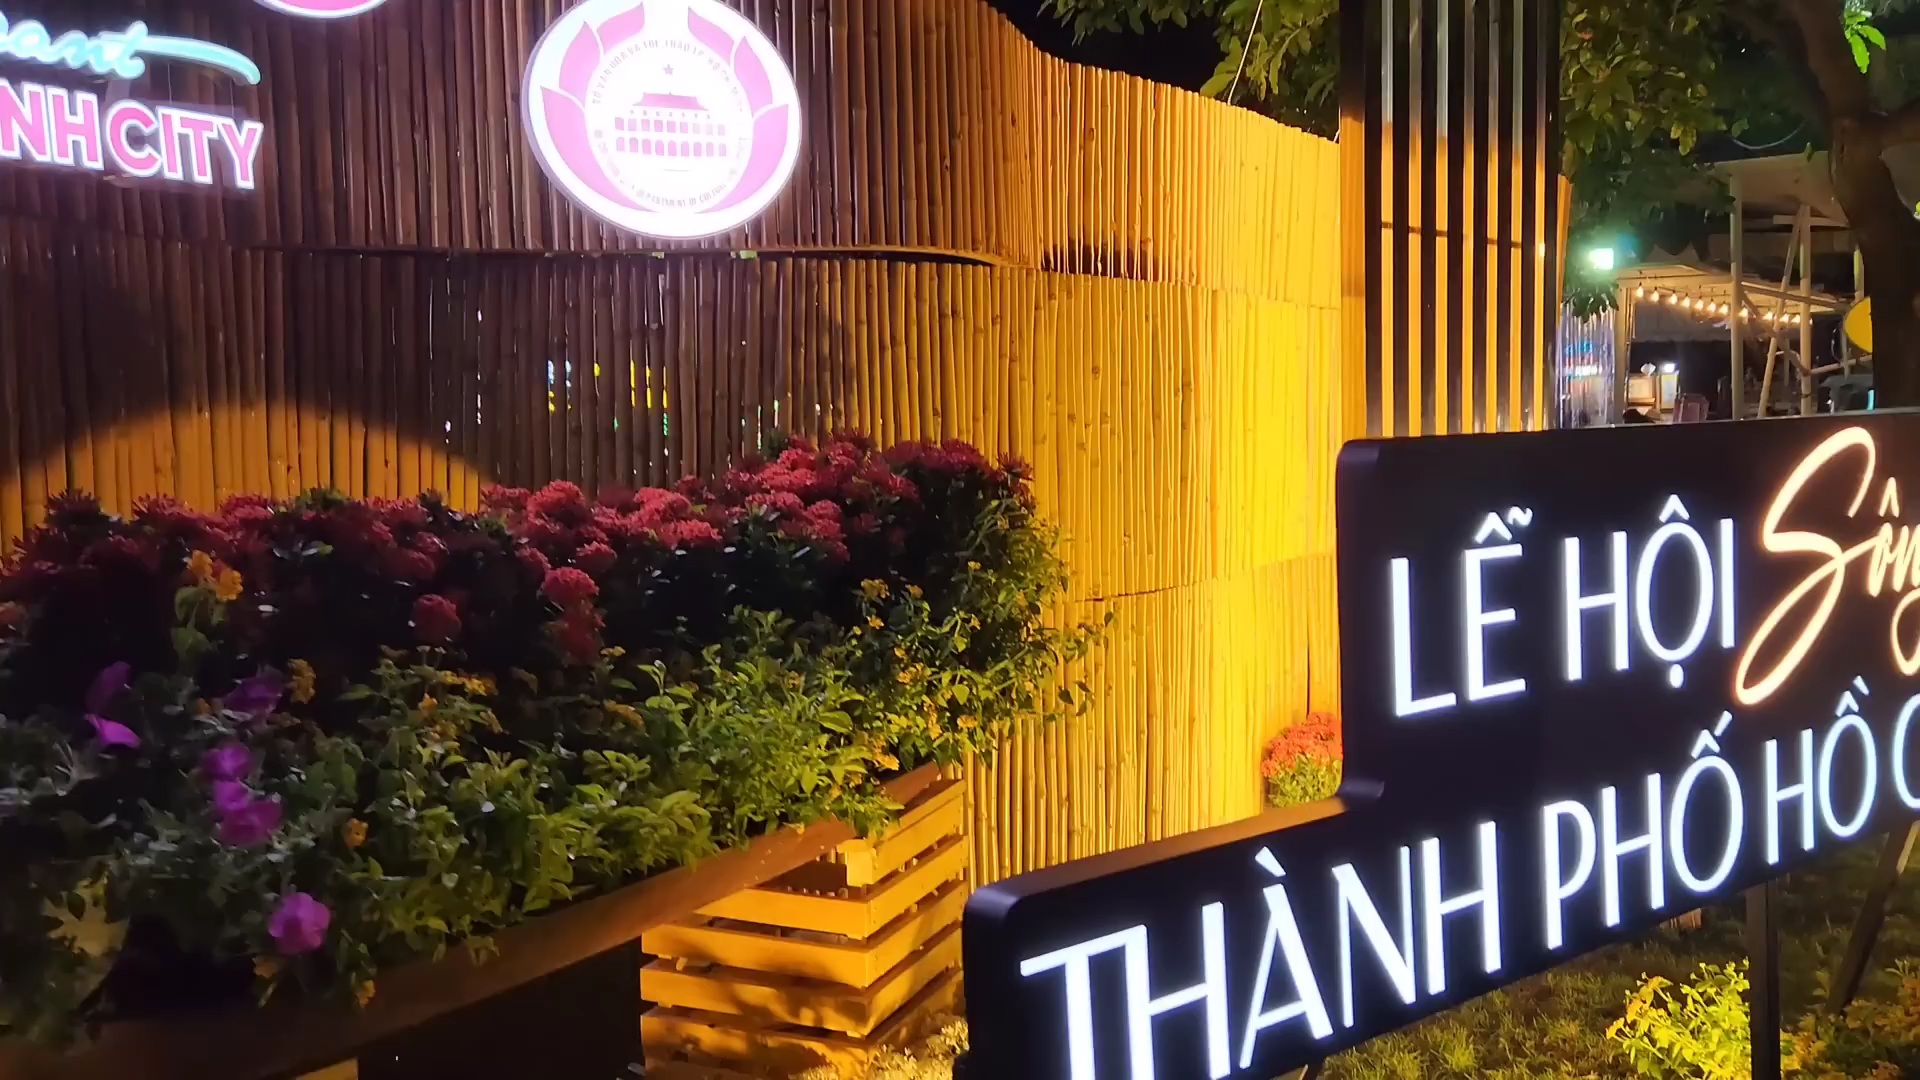 NH CITY
LỄ HỘI Sông
THÀNH PHỐ HỒ C